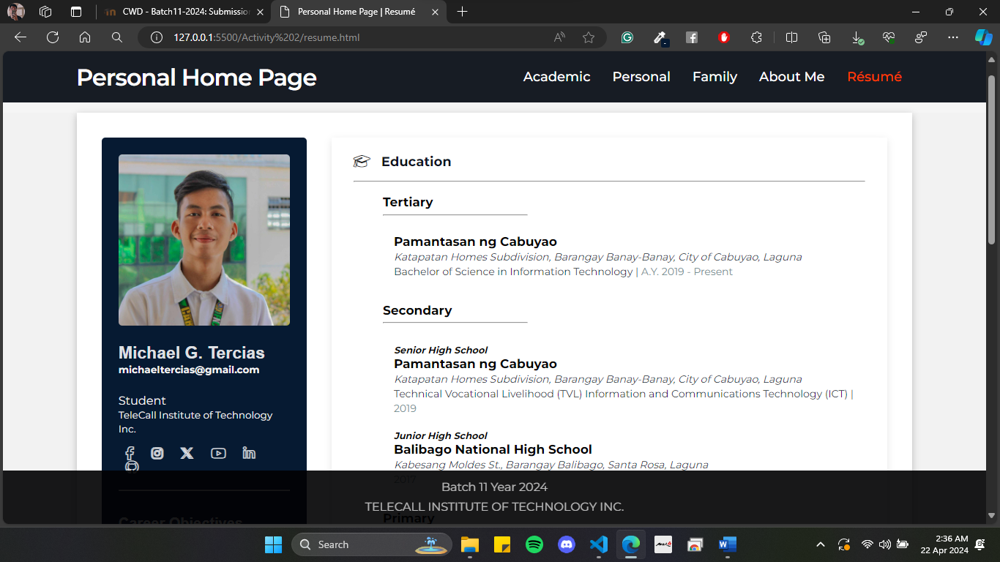 CWD - Batch11-2024: Submission
Personal Home Page | Resumé
127.0.0.1:5500/Activity%202/resume.html
Personal Home Page
Academic Personal Family About Me Résumé
Michael G. Tercias
michaeltercias@gmail.com
Student
TeleCall Institute of Technology
Inc.
Career Objectives
Education
Tertiary
Pamantasan ng Cabuyao
Katapatan Homes Subdivision, Barangay Banay-Banay, City of Cabuyao, Laguna
Bachelor of Science in Information Technology | A.Y. 2019 - Present
Secondary
Senior High School
Pamantasan ng Cabuyao
Katapatan Homes Subdivision, Barangay Banay-Banay, City of Cabuyao, Laguna
Technical Vocational Livelihood (TVL) Information and Communications Technology (ICT) |
2019
Junior High School
Balibago National High School
Kabesang Moldes St., Barangay Balibago, Santa Rosa, Laguna
2017
Primary
Batch 11 Year 2024
TELECALL INSTITUTE OF TECHNOLOGY INC.
Search
2:36 AM
22 Apr 2024